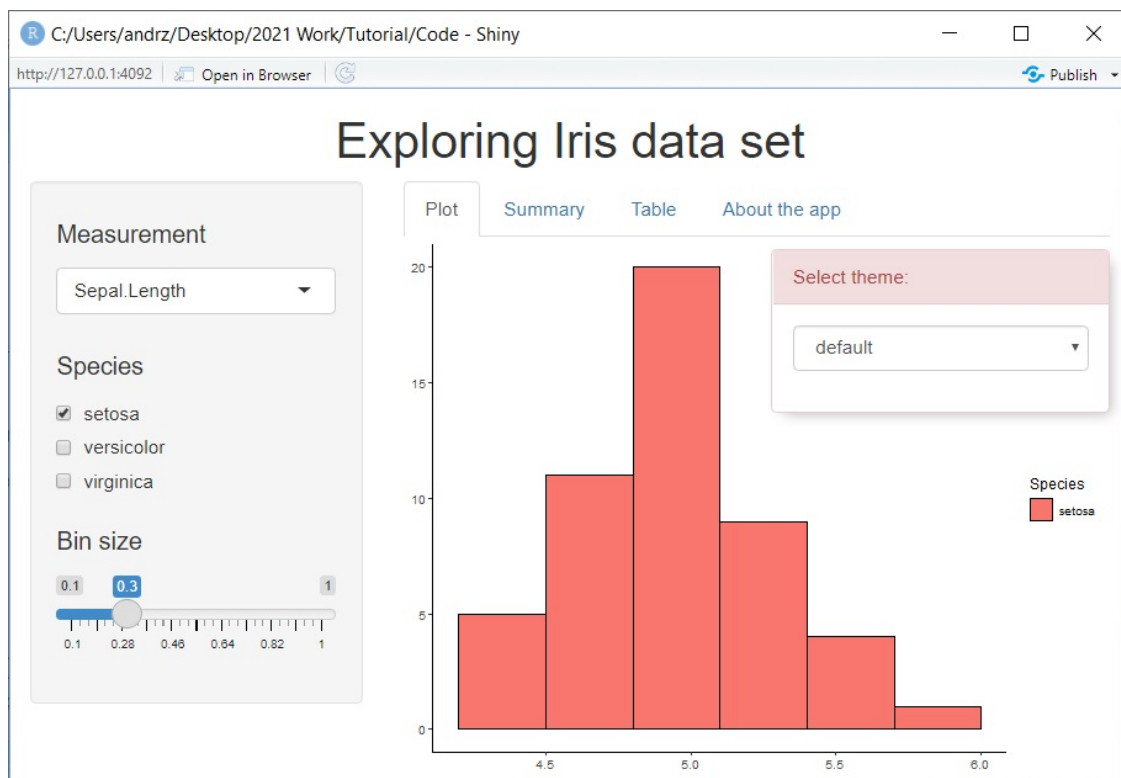 C:/Users/andrz/Desktop/2021 Work/Tutorial/Code - Shiny
http://127.0.0.1:4092
Open in Browser
Publish
Exploring Iris data set
Measurement
Sepal.Length
Species
setosa
versicolor
virginica
Bin size
0.1 0.3 1
0.1 0.28 0.46 0.64 0.82 1
Plot Summary Table About the app
Select theme:
default
20
15
10
5
0
4.5 5.0 5.5 6.0
Species
setosa